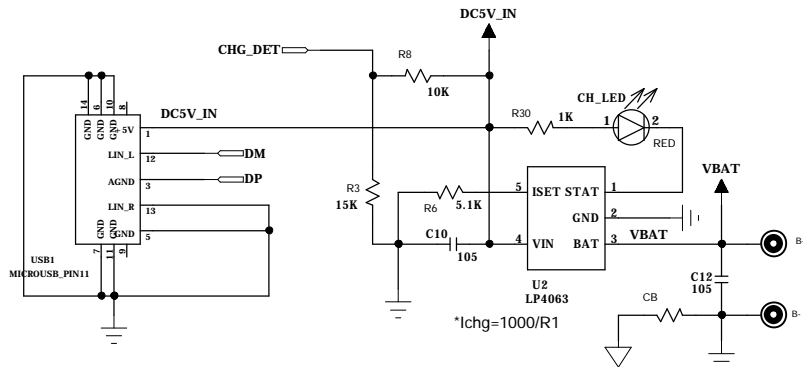 DC5V_IN
CHG_DET
R8
10K
CH_LED
DC5V_IN
R30
1K
1
2
RED
14
6
10
8
GND
GND
GND
+5V
1
LIN_L
12
DM
AGND
3
DP
LIN_R
13
GND
5
GND
GND
7
11
9
USB1
MICROUSB_PIN11
R3
15K
R6
5.1K
C10
105
5
ISET
STAT
1
GND
2
4
VIN
BAT
3
VBAT
VBAT
U2
LP4063
*Ichg=1000/R1
C12
105
CB
B-
B-